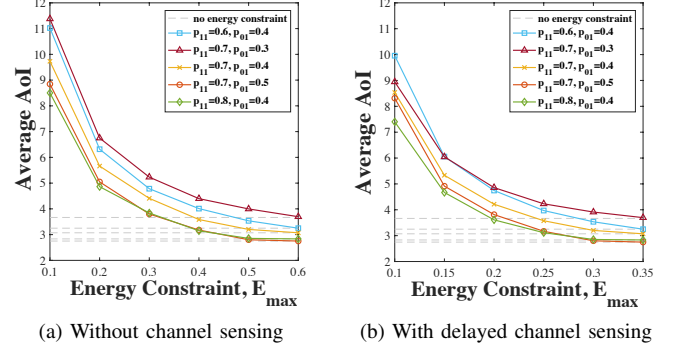 12
11
10
9
8
7
6
5
4
3
2
Average AoI
no energy constraint
p11=0.6, p01=0.4
p11=0.7, p01=0.3
p11=0.7, p01=0.4
p11=0.7, p01=0.5
p11=0.8, p01=0.4
0.1 0.2 0.3 0.4 0.5 0.6
Energy Constraint, Emax
(a) Without channel sensing
12
11
10
9
8
7
6
5
4
3
2
Average AoI
no energy constraint
p11=0.6, p01=0.4
p11=0.7, p01=0.3
p11=0.7, p01=0.4
p11=0.7, p01=0.5
p11=0.8, p01=0.4
0.1 0.15 0.2 0.25 0.3 0.35
Energy Constraint, Emax
(b) With delayed channel sensing